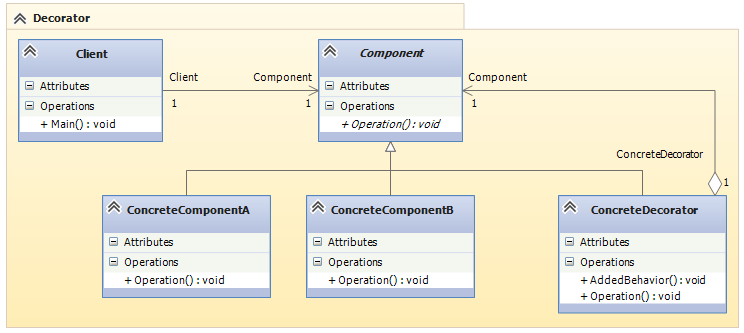 Decorator
Client
Attributes
Operations
+ Main() : void
Client
1
Component
1
Component
Attributes
Operations
+ Operation() : void
Component
1
ConcreteDecorator
1
ConcreteComponentA
Attributes
Operations
+ Operation() : void
ConcreteComponentB
Attributes
Operations
+ Operation() : void
ConcreteDecorator
Attributes
Operations
+ AddedBehavior() : void
+ Operation() : void